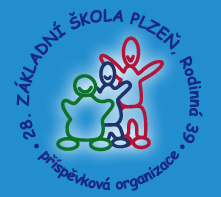 • 28. ZÁKLADNÍ ŠKOLA PLZEŇ, Rodinná 39 •
příspěvková organizace